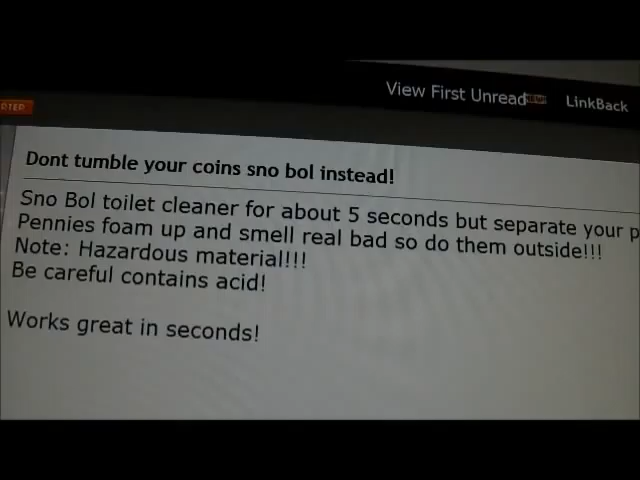 View First Unread NEW! LinkBack
Dont tumble your coins sno bol instead!
Sno Bol toilet cleaner for about 5 seconds but separate your p
Pennies foam up and smell real bad so do them outside!!!
Note: Hazardous material!!!
Be careful contains acid!
Works great in seconds!